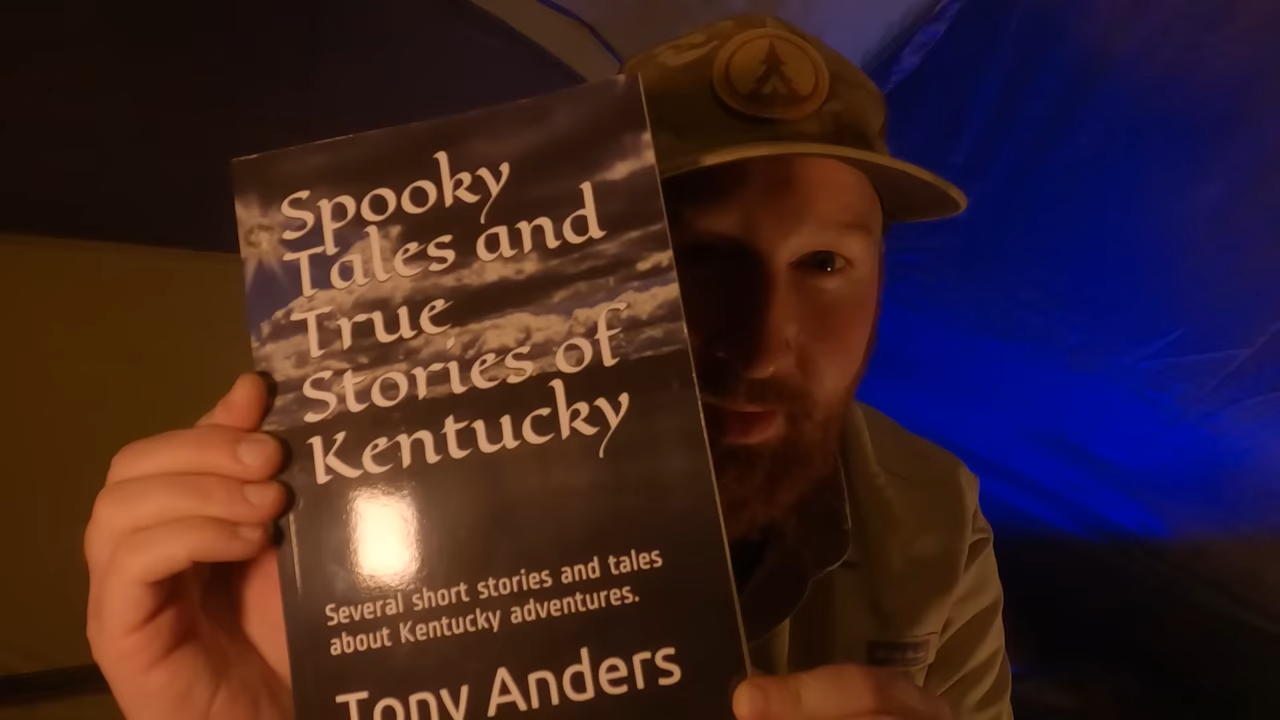 Spooky
Tales and
True
Stories of
Kentucky
Several short stories and tales
about Kentucky adventures.
Tony Anders